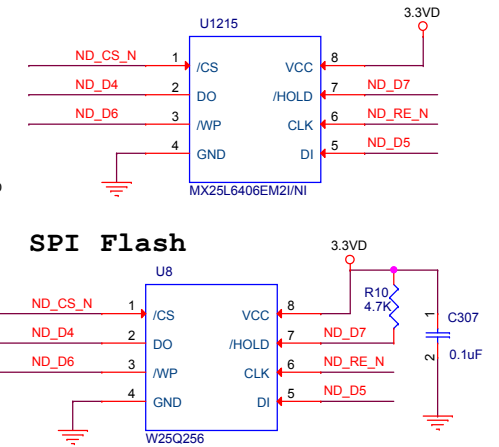 3.3VD
U1215
ND_CS_N 1 /CS VCC 8
ND_D4 2 DO /HOLD 7 ND_D7
ND_D6 3 /WP CLK 6 ND_RE_N
4 GND DI 5 ND_D5
MX25L6406EM2I/NI
SPI Flash
3.3VD
U8
R10
4.7K
ND_CS_N 1 /CS VCC 8
1 C307
ND_D4 2 DO /HOLD 7 ND_D7
ND_D6 3 /WP CLK 6 ND_RE_N
2 0.1uF
4 GND DI 5 ND_D5
W25Q256